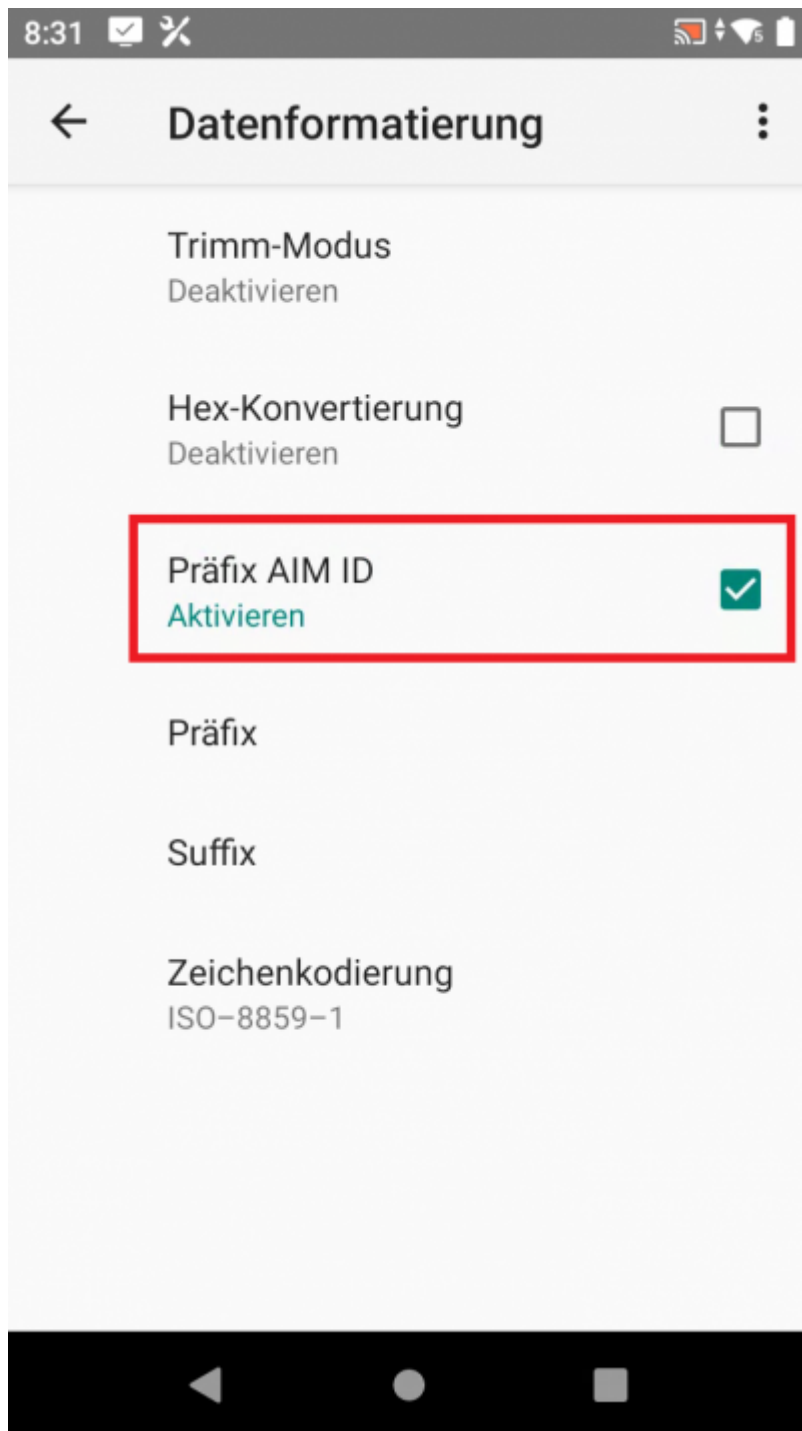 8:31
5
Datenformatierung
Trimm-Modus
Deaktivieren
Hex-Konvertierung
Deaktivieren
Präfix AIM ID
Aktivieren
Präfix
Suffix
Zeichenkodierung
ISO–8859–1